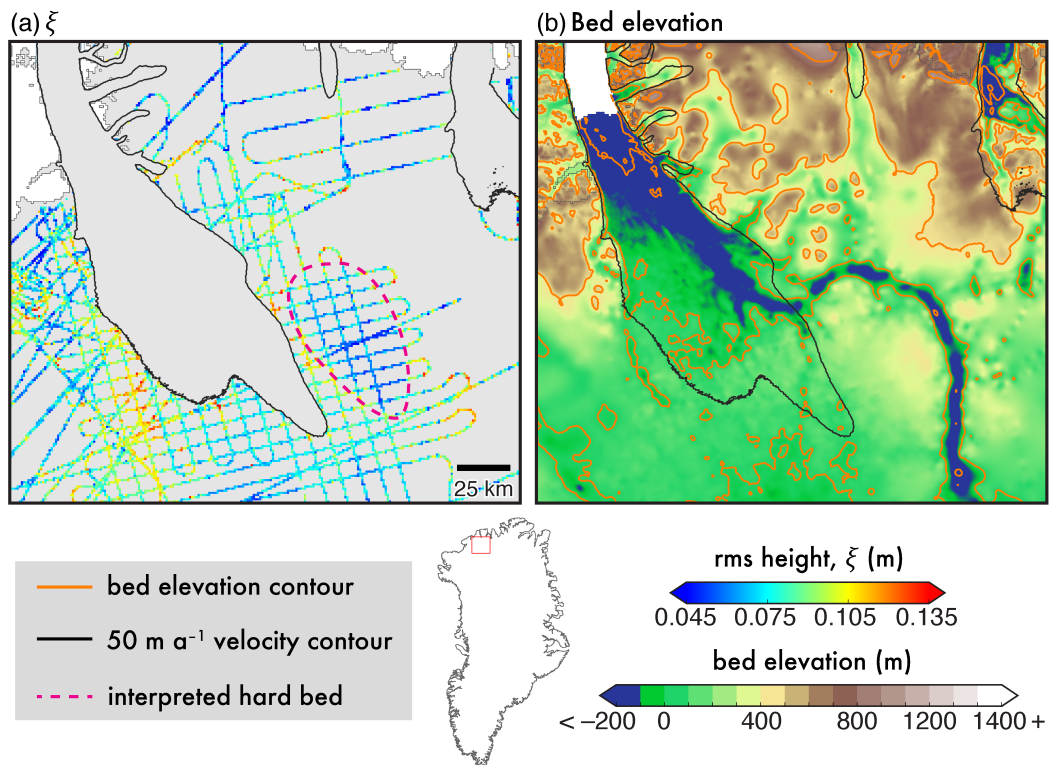 (a) ξ
(b) Bed elevation
25 km
bed elevation contour
50 m a⁻¹ velocity contour
interpreted hard bed
rms height, ξ (m)
0.045 0.075 0.105 0.135
bed elevation (m)
< −200 0 400 800 1200 1400 +